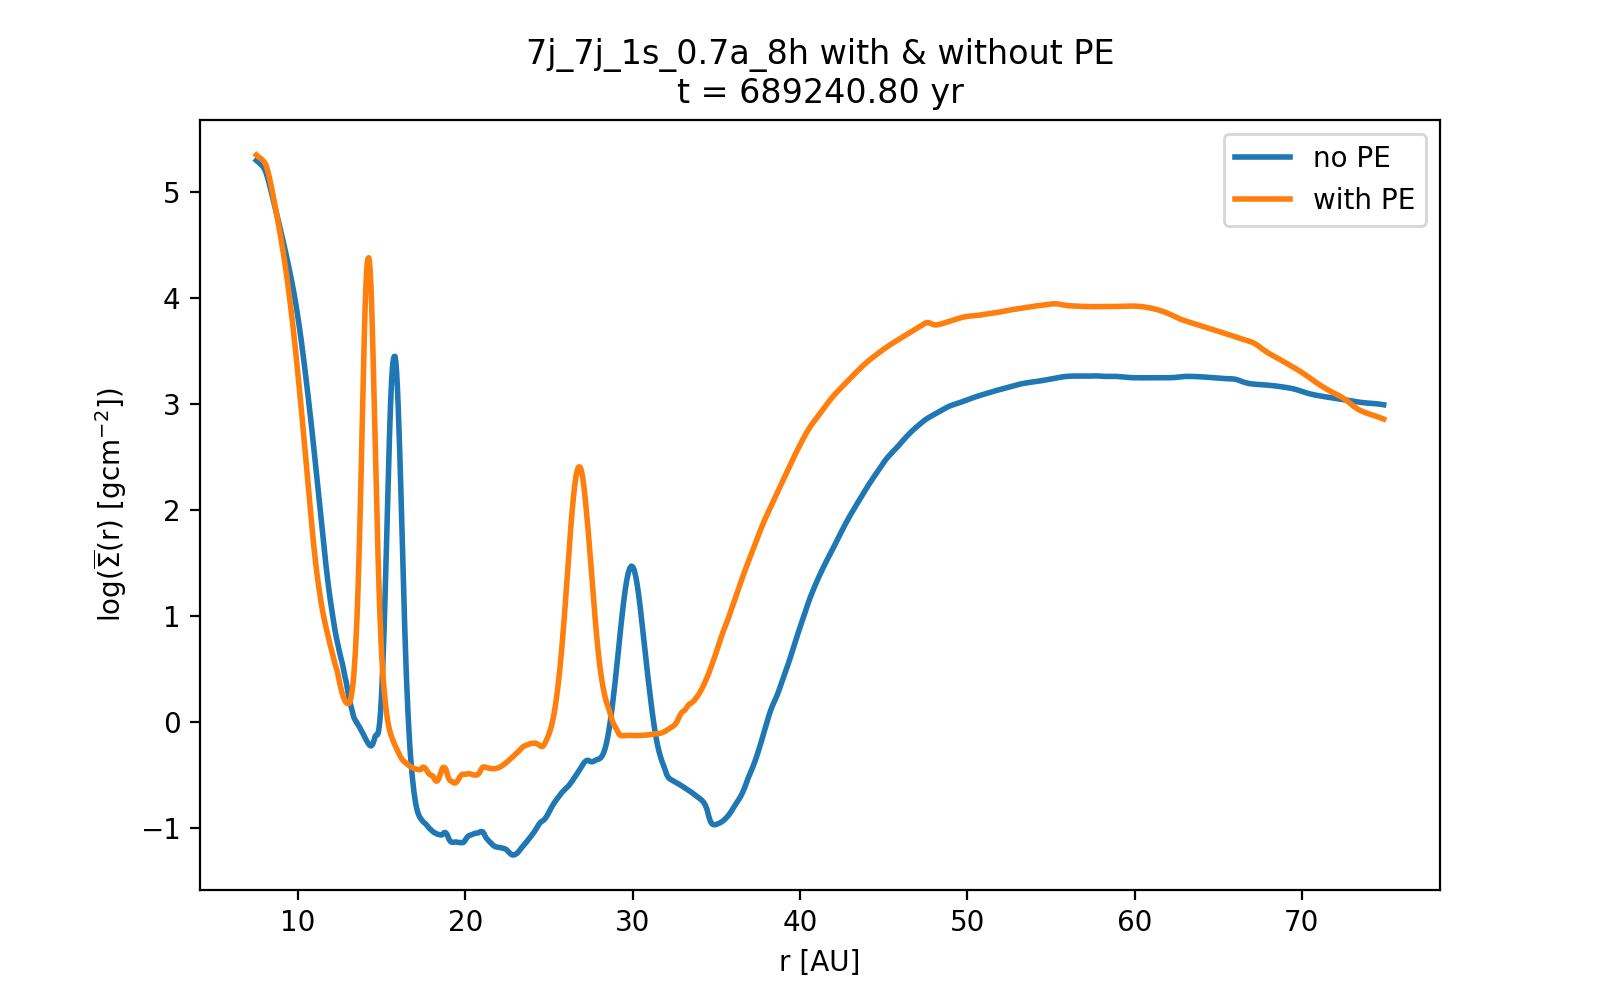 7j_7j_1s_0.7a_8h with & without PE
t = 689240.80 yr
no PE
with PE
log(Σ̅(r) [gcm⁻²])
5
4
3
2
1
0
−1
10 20 30 40 50 60 70
r [AU]